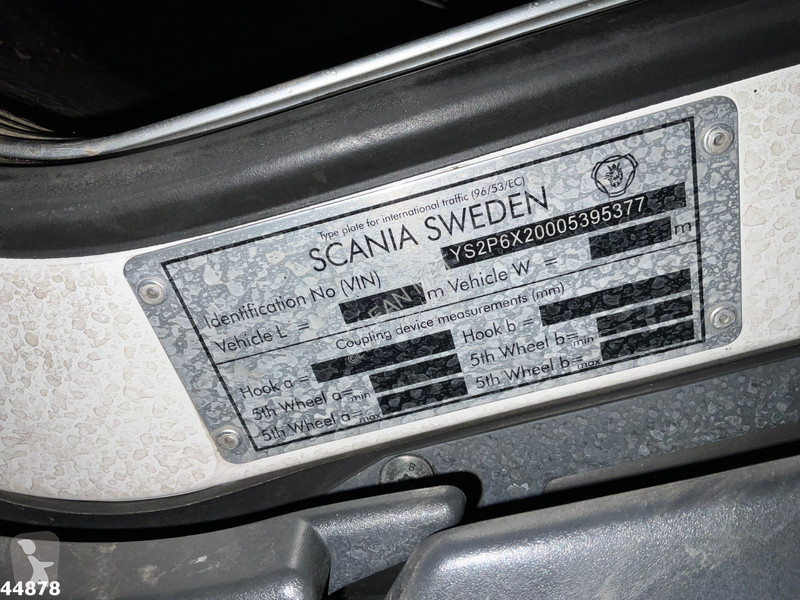 Type plate for international traffic (96/53/EC)
SCANIA SWEDEN
Identification No (VIN) YS2P6X20005395377
Vehicle L = m Vehicle W = m
Coupling device measurements (mm)
Hook a = Hook b =
5th Wheel a=min 5th Wheel b=min
5th Wheel a=max 5th Wheel b=max
B
44878